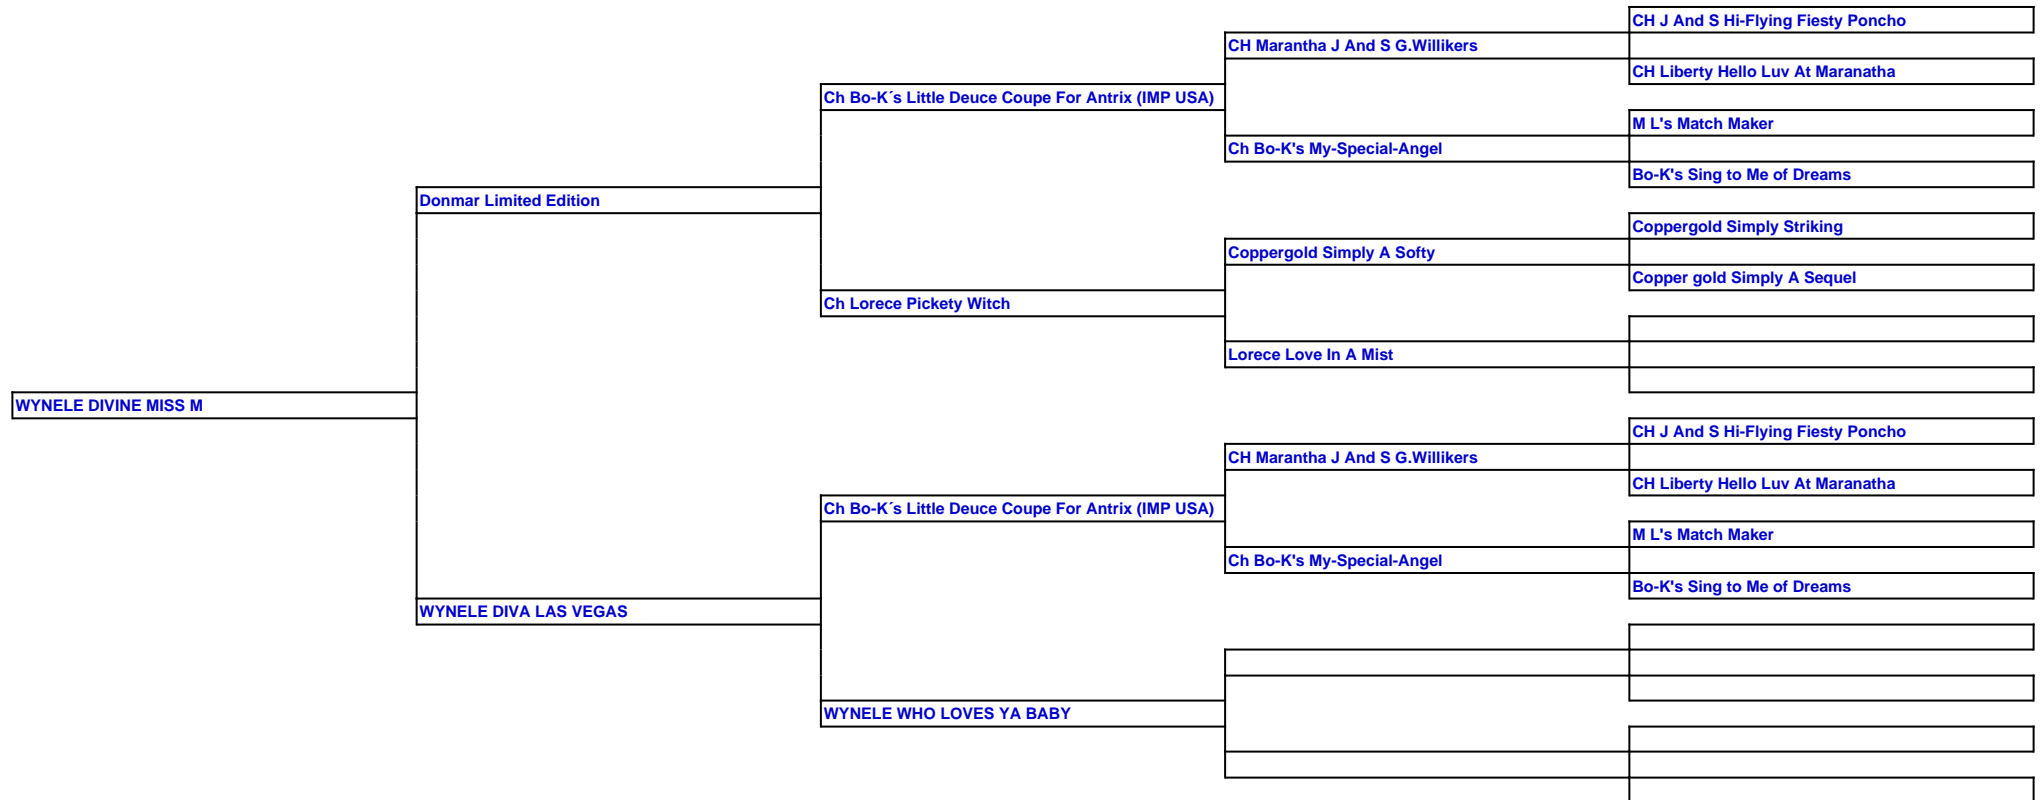 CH J And S Hi-Flying Fiesty Poncho
CH Marantha J And S G.Willikers
CH Liberty Hello Luv At Maranatha
Ch Bo-K´s Little Deuce Coupe For Antrix (IMP USA)
M L's Match Maker
Ch Bo-K's My-Special-Angel
Bo-K's Sing to Me of Dreams
Donmar Limited Edition
Coppergold Simply Striking
Coppergold Simply A Softy
Copper gold Simply A Sequel
Ch Lorece Pickety Witch
Lorece Love In A Mist
WYNELE DIVINE MISS M
CH J And S Hi-Flying Fiesty Poncho
CH Marantha J And S G.Willikers
CH Liberty Hello Luv At Maranatha
Ch Bo-K´s Little Deuce Coupe For Antrix (IMP USA)
M L's Match Maker
Ch Bo-K's My-Special-Angel
Bo-K's Sing to Me of Dreams
WYNELE DIVA LAS VEGAS
WYNELE WHO LOVES YA BABY